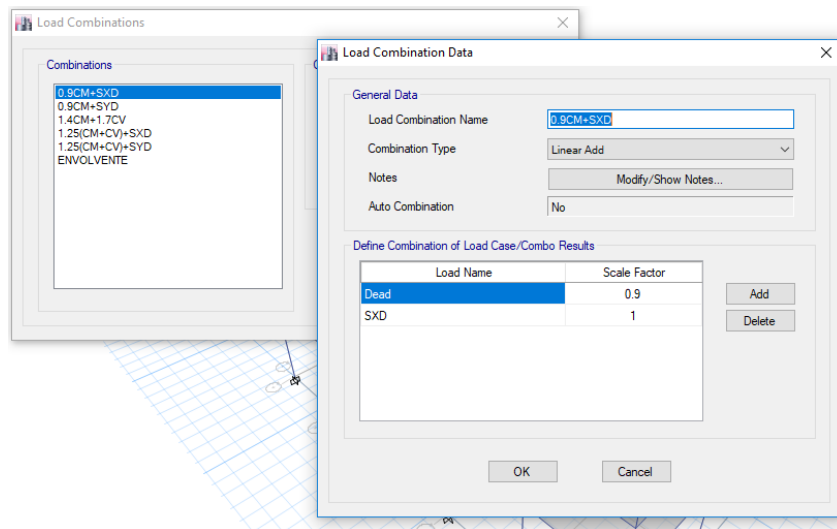 Load Combinations
Combinations
0.9CM+SXD
0.9CM+SYD
1.4CM+1.7CV
1.25(CM+CV)+SXD
1.25(CM+CV)+SYD
ENVOLVENTE
Load Combination Data
General Data
Load Combination Name
0.9CM+SXD
Combination Type
Linear Add
Notes
Modify/Show Notes...
Auto Combination
No
Define Combination of Load Case/Combo Results
Load Name Scale Factor
Dead 0.9
SXD 1
Add
Delete
OK Cancel